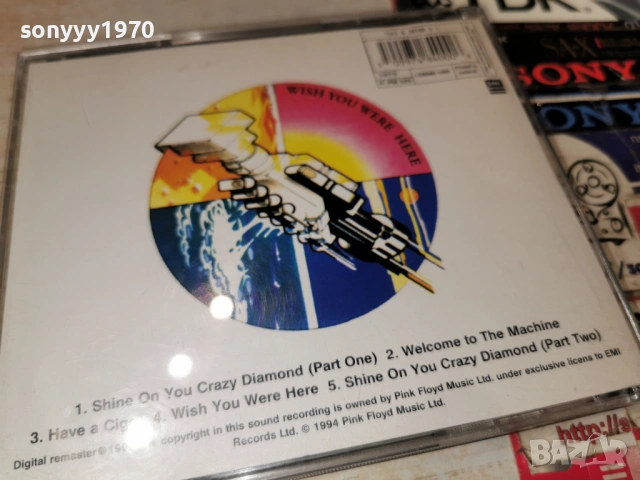 sonyyy1970
WISH YOU WERE HERE
1. Shine On You Crazy Diamond (Part One) 2. Welcome to The Machine
3. Have a 4. Wish You Were Here 5. Shine On You Crazy Diamond (Part Two)
Digital remaster copyright in this sound recording is owned by Pink Floyd Music Ltd. under exclusive licens to EMI
Records Ltd. © 1994 Pink Floyd Music Ltd.
SONY
http://s
BAZAR
bg